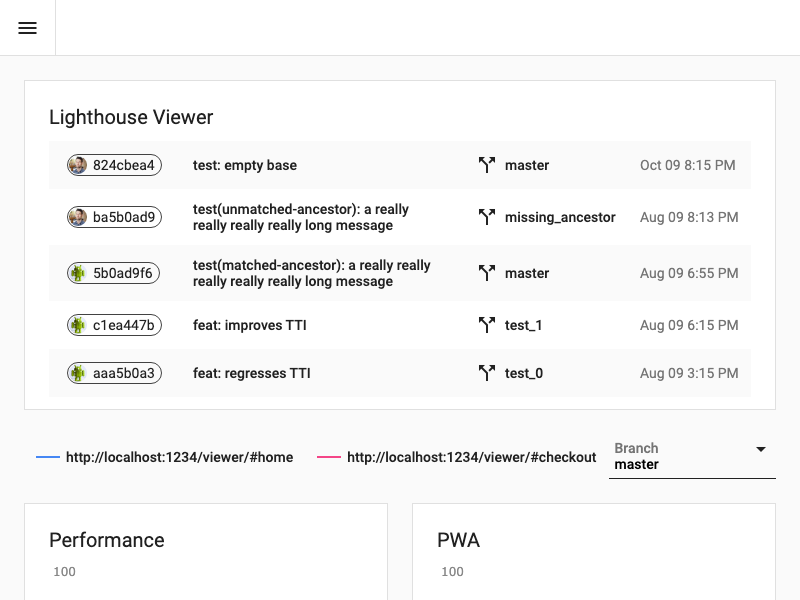 Lighthouse Viewer
824cbea4 test: empty base master Oct 09 8:15 PM
ba5b0ad9 test(unmatched-ancestor): a really
really really really long message missing_ancestor Aug 09 8:13 PM
5b0ad9f6 test(matched-ancestor): a really really
really really really long message master Aug 09 6:55 PM
c1ea447b feat: improves TTI test_1 Aug 09 6:15 PM
aaa5b0a3 feat: regresses TTI test_0 Aug 09 3:15 PM
http://localhost:1234/viewer/#home http://localhost:1234/viewer/#checkout
Branch
master
Performance
100
PWA
100